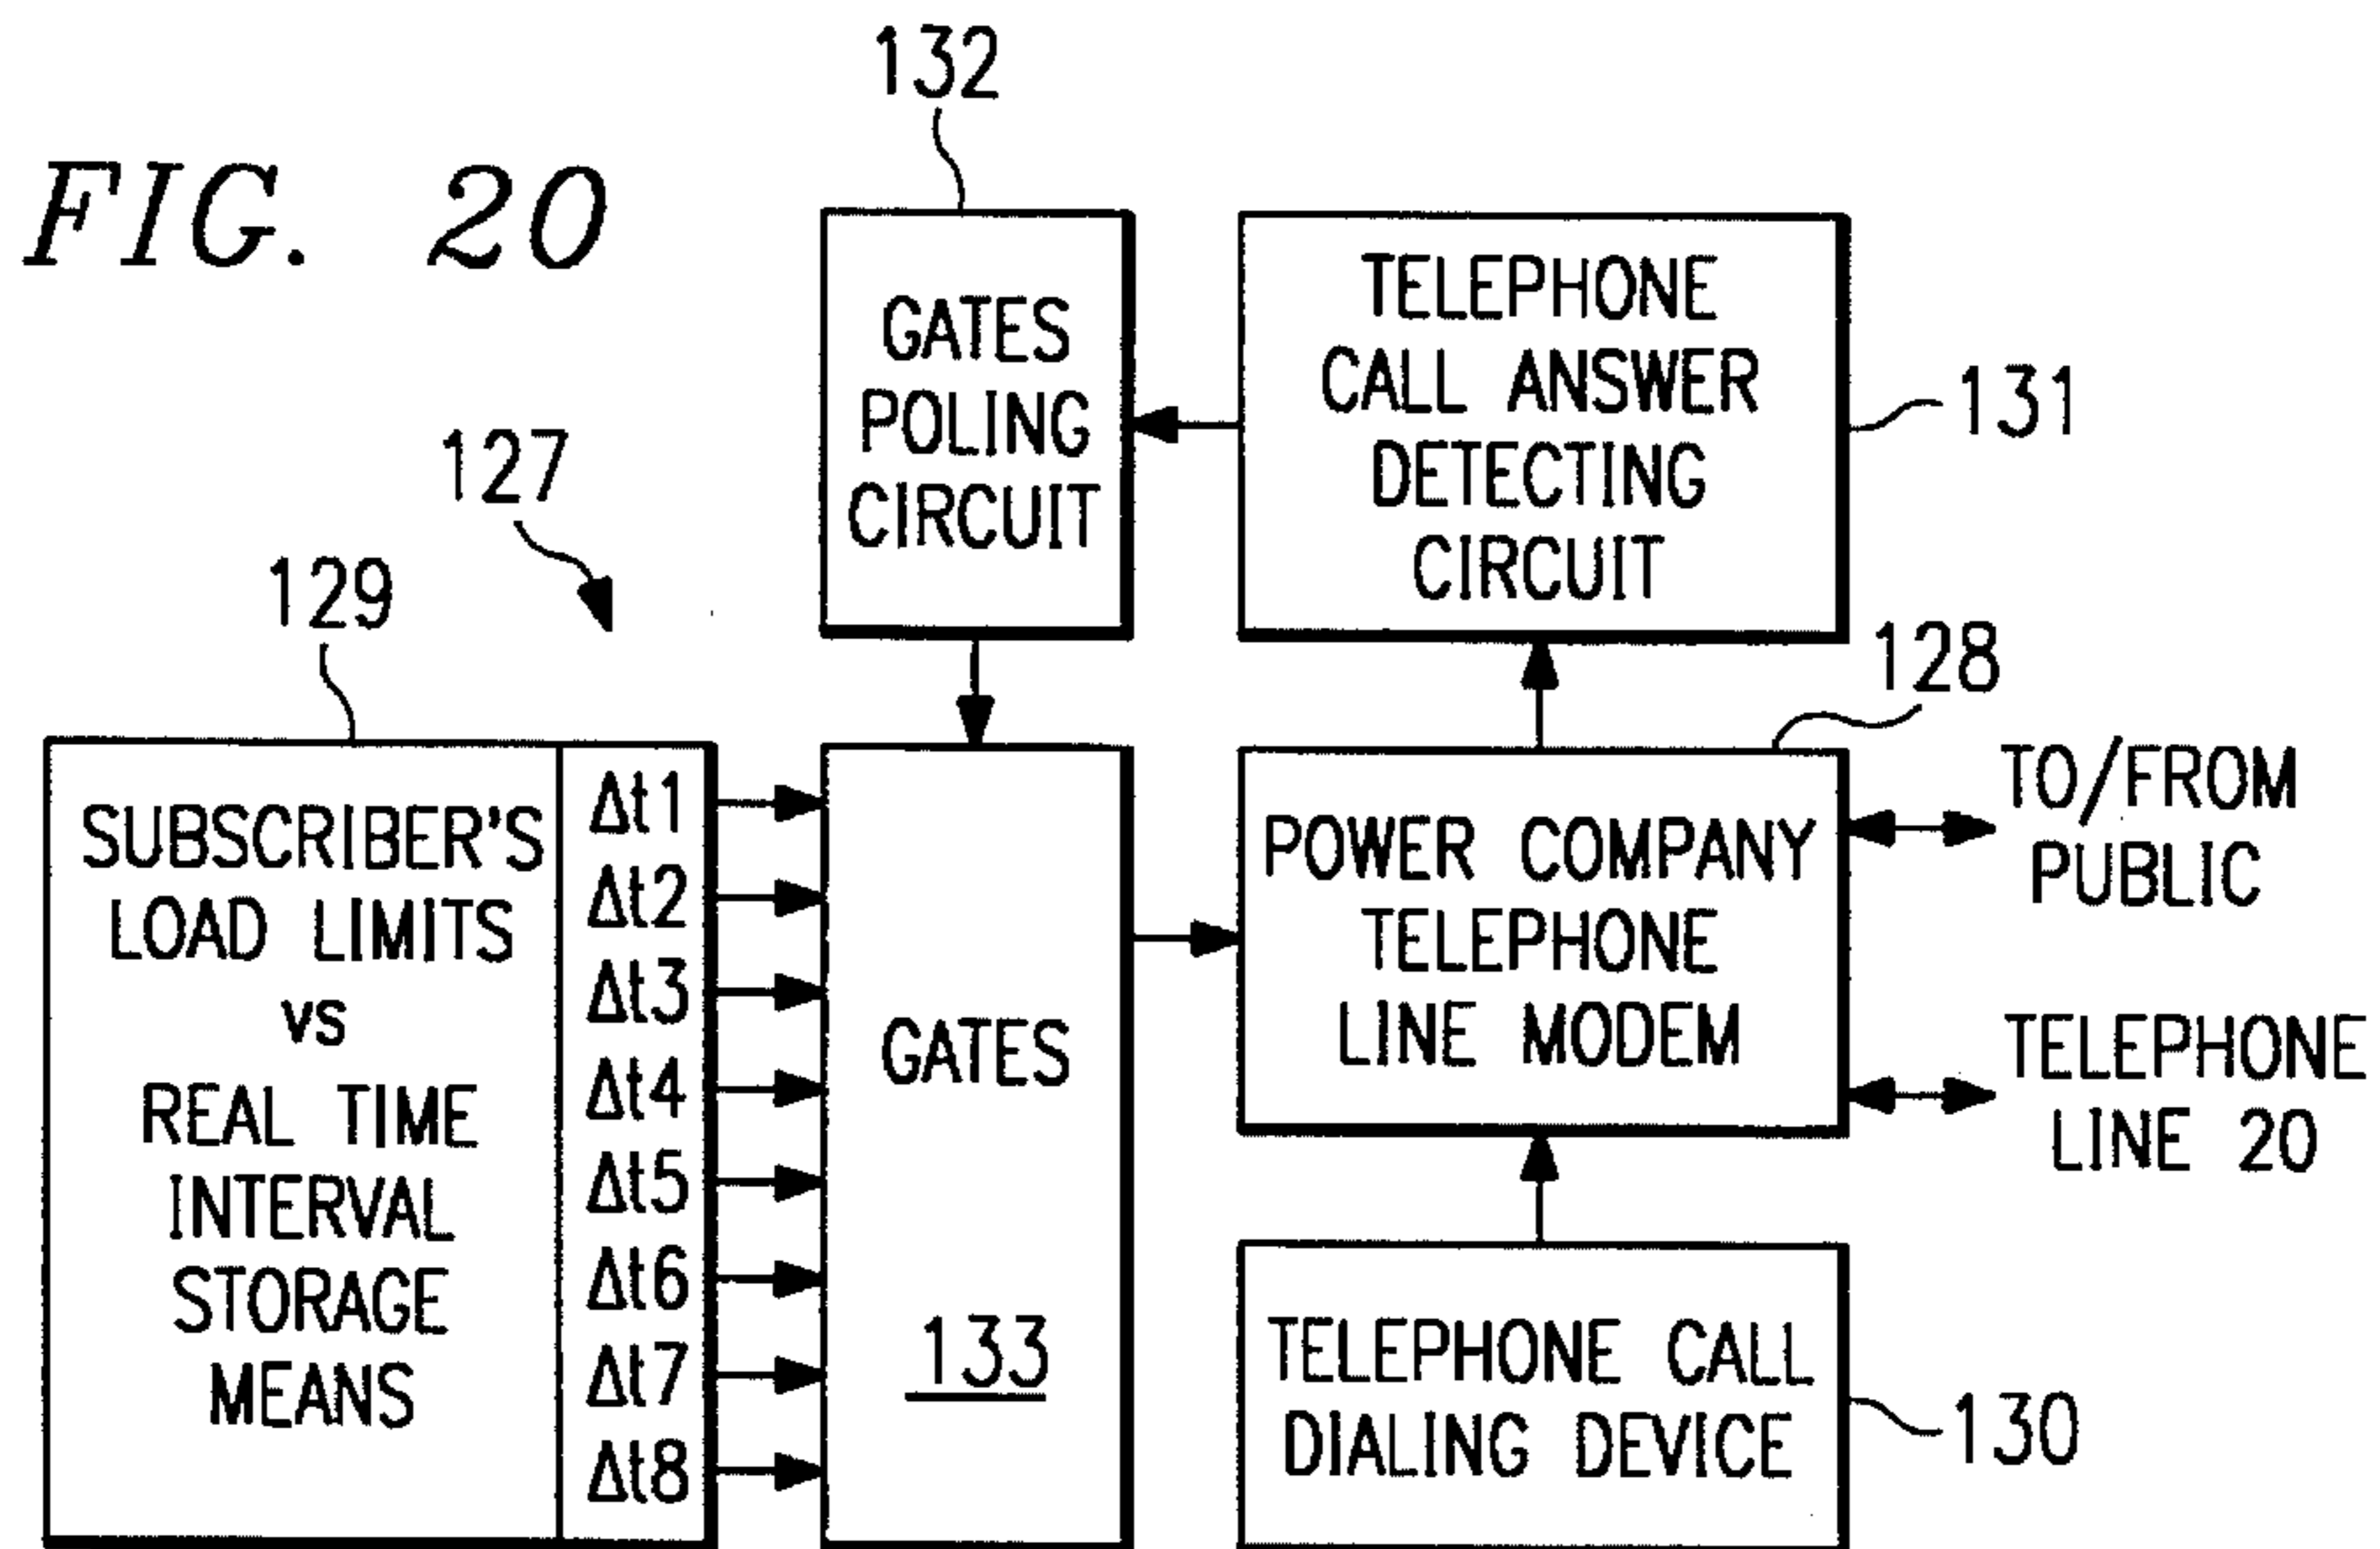 FIG. 20
132
GATES
POLING
CIRCUIT
TELEPHONE
CALL ANSWER
DETECTING
CIRCUIT
131
127
129
SUBSCRIBER'S
LOAD LIMITS
vs
REAL TIME
INTERVAL
STORAGE
MEANS
Δt1
Δt2
Δt3
Δt4
Δt5
Δt6
Δt7
Δt8
GATES
133
128
POWER COMPANY
TELEPHONE
LINE MODEM
TO/FROM
PUBLIC
TELEPHONE
LINE 20
TELEPHONE CALL
DIALING DEVICE
130